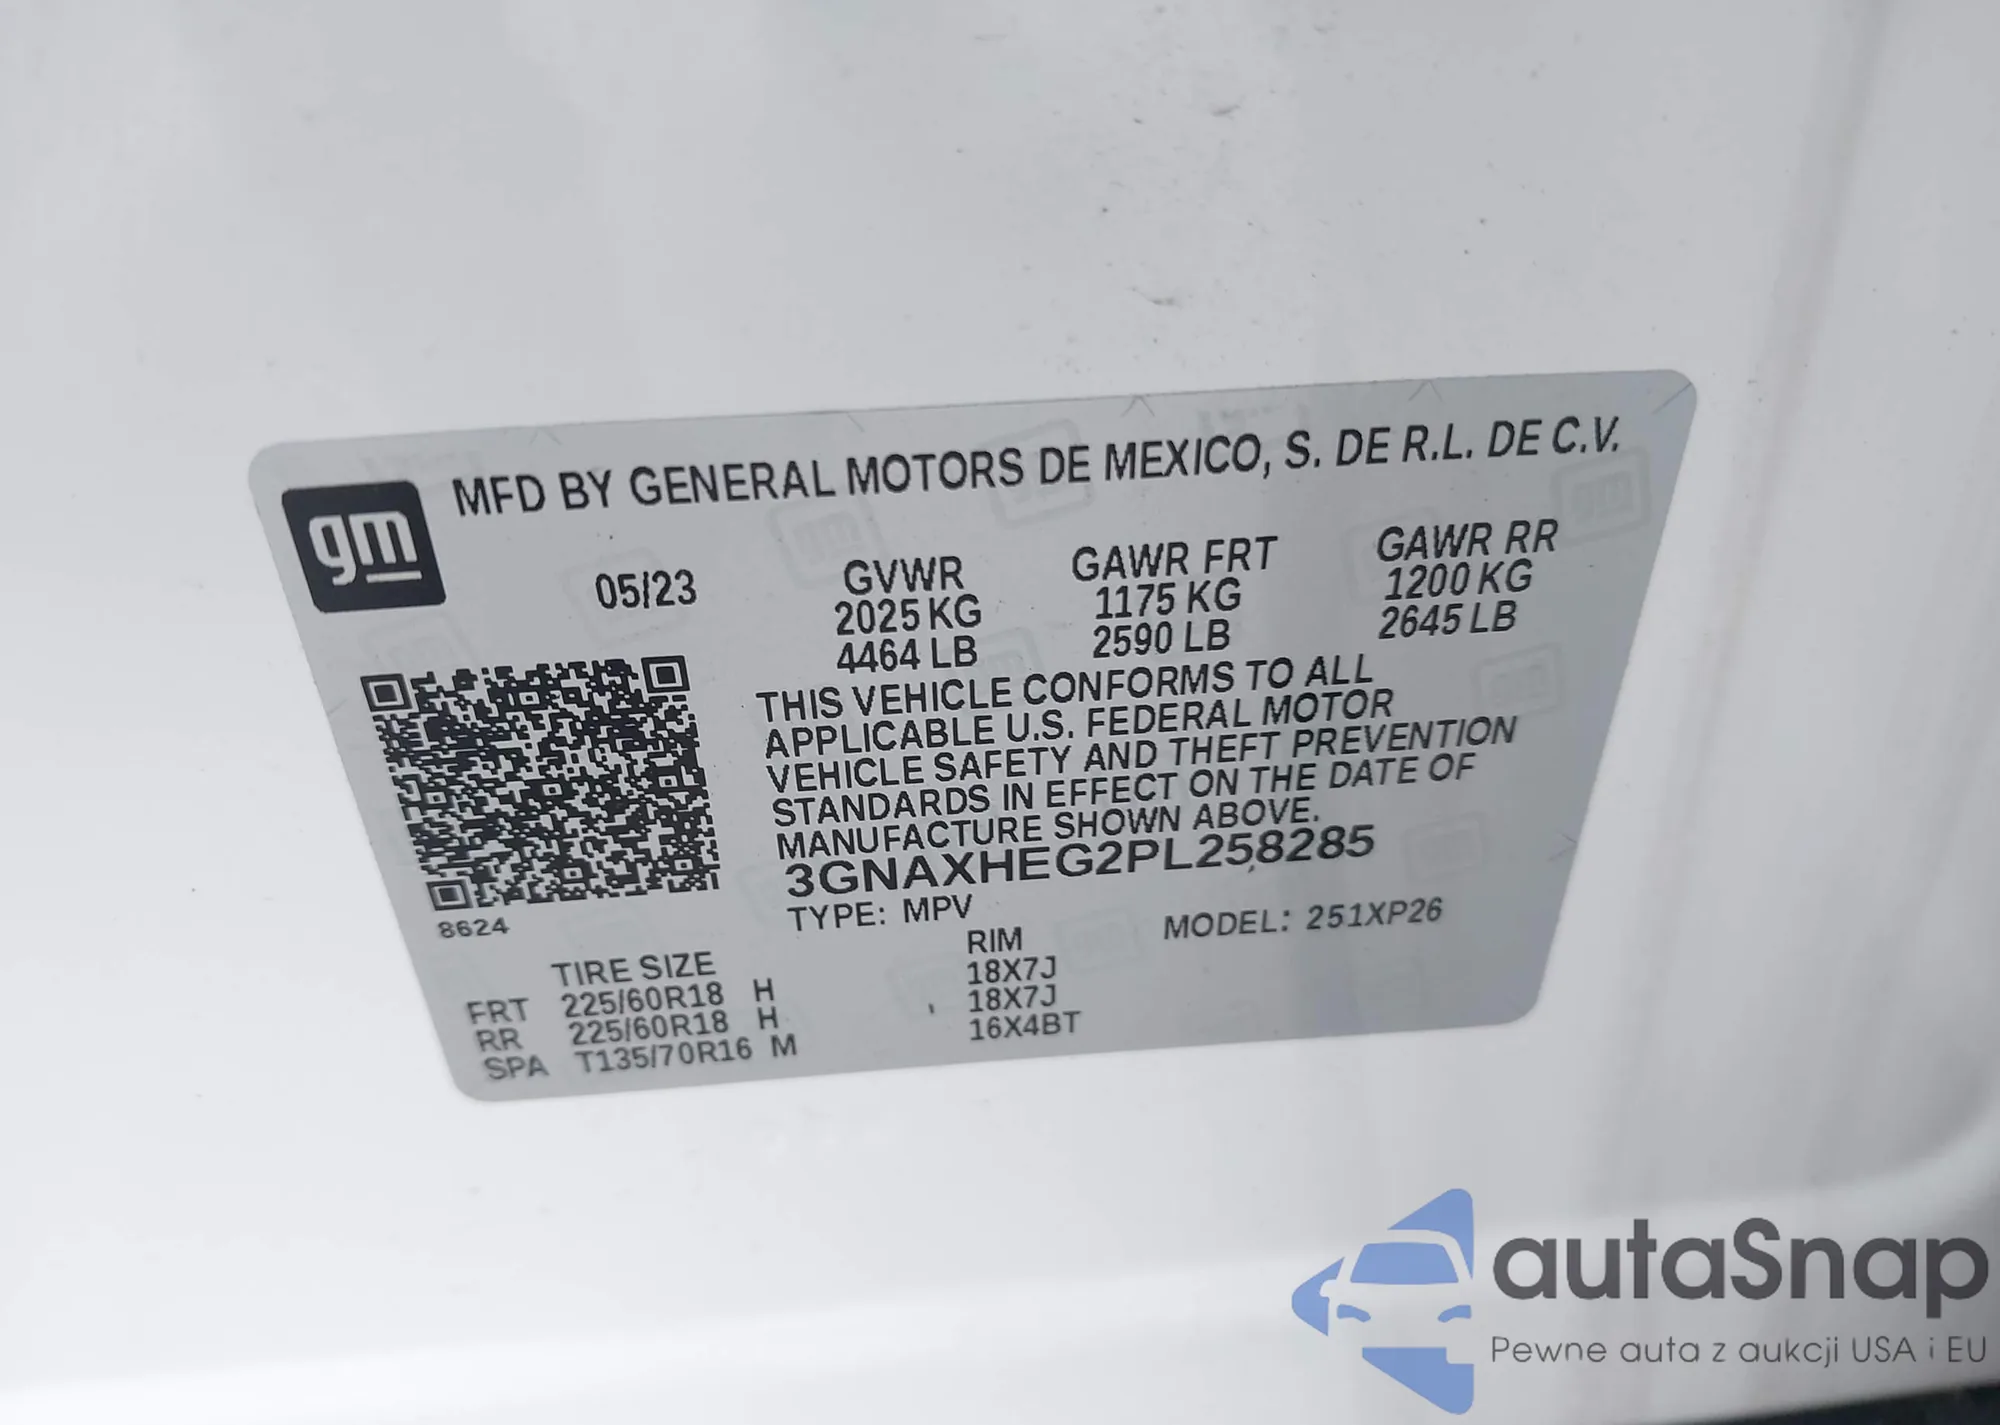 gm
MFD BY GENERAL MOTORS DE MEXICO, S. DE R.L. DE C.V.
05/23
GVWR GAWR FRT GAWR RR
2025 KG 1175 KG 1200 KG
4464 LB 2590 LB 2645 LB
THIS VEHICLE CONFORMS TO ALL
APPLICABLE U.S. FEDERAL MOTOR
VEHICLE SAFETY AND THEFT PREVENTION
STANDARDS IN EFFECT ON THE DATE OF
MANUFACTURE SHOWN ABOVE.
3GNAXHEG2PL258285
TYPE: MPV MODEL: 251XP26
8624
TIRE SIZE RIM
FRT 225/60R18 H 18X7J
RR 225/60R18 H 18X7J
SPA T135/70R16 M 16X4BT
autaSnap
Pewne auta z aukcji USA i EU